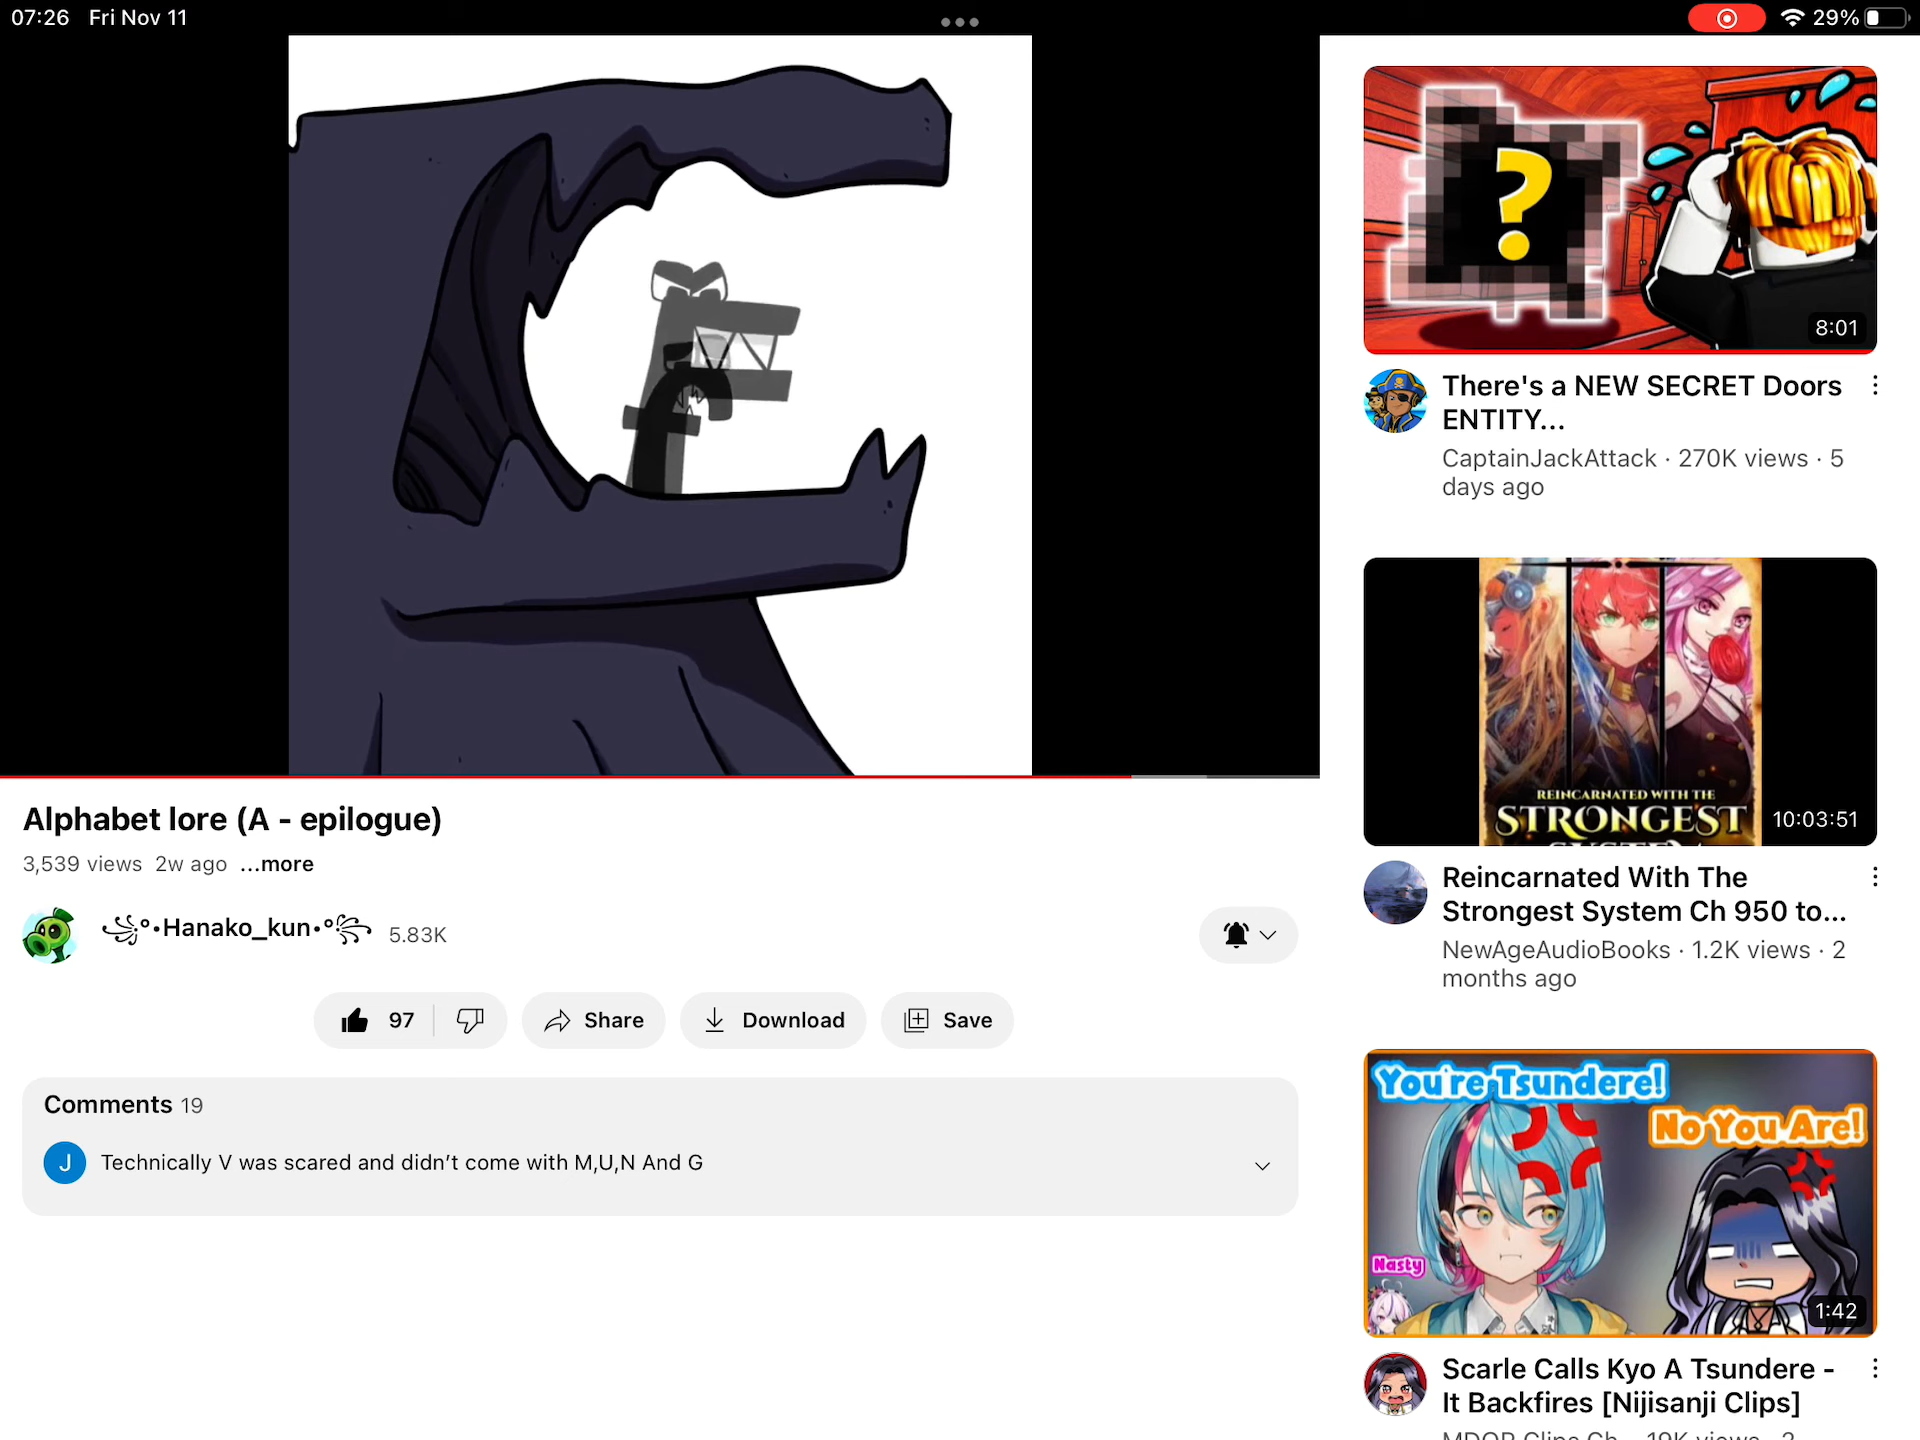 07:26 Fri Nov 11
29%
Alphabet lore (A - epilogue)
3,539 views 2w ago ...more
꧁༺•Hanako_kun•༻꧂ 5.83K
97
Share
Download
Save
Comments 19
J
Technically V was scared and didn't come with M,U,N And G
?
8:01
There's a NEW SECRET Doors
ENTITY...
CaptainJackAttack · 270K views · 5
days ago
REINCARNATED WITH THE
STRONGEST
SYSTEM
10:03:51
Reincarnated With The
Strongest System Ch 950 to...
NewAgeAudioBooks · 1.2K views · 2
months ago
You're Tsundere!
No You Are!
Nasty
1:42
Scarle Calls Kyo A Tsundere -
It Backfires [Nijisanji Clips]